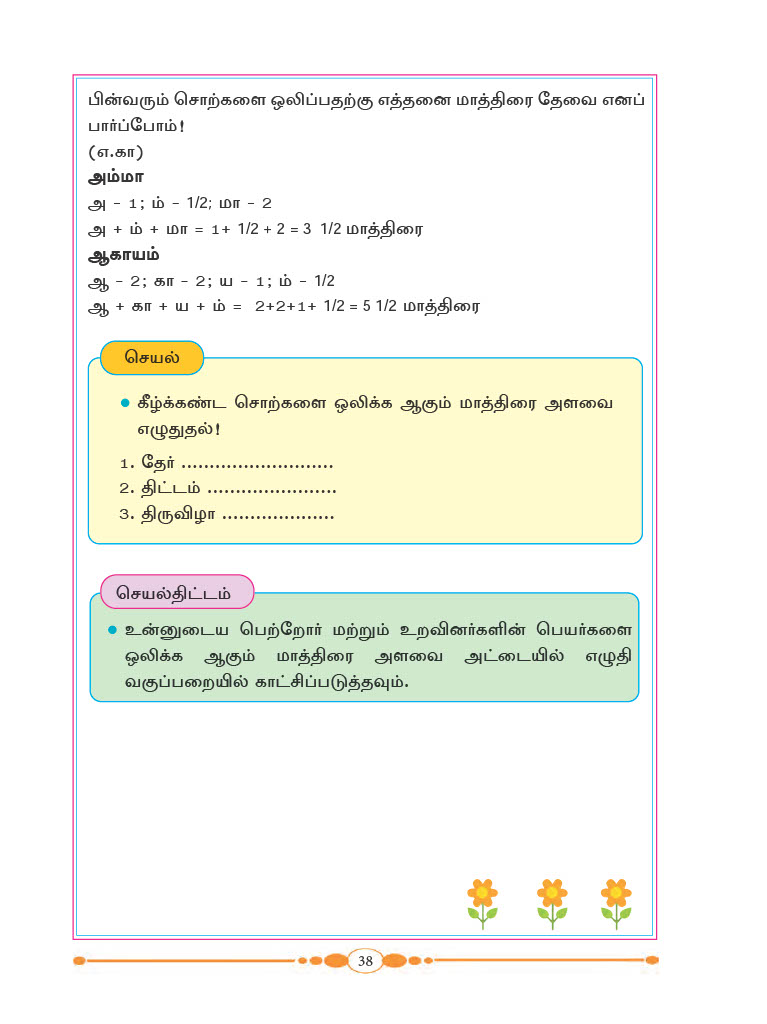 பின்வரும் சொற்களை ஒலிப்பதற்கு எத்தனை மாத்திரை தேவை எனப்
பார்ப்போம்!
(எ.கா)
அம்மா
அ - 1; ம் - 1/2; மா - 2
அ + ம் + மா = 1+ 1/2 + 2 = 3 1/2 மாத்திரை
ஆகாயம்
ஆ - 2; கா - 2; ய - 1; ம் - 1/2
ஆ + கா + ய + ம் = 2+2+1+ 1/2 = 5 1/2 மாத்திரை
செயல்
• கீழ்க்கண்ட சொற்களை ஒலிக்க ஆகும் மாத்திரை அளவை
எழுதுதல்!
1. தேர் ...........................
2. திட்டம் .......................
3. திருவிழா ....................
செயல்திட்டம்
• உன்னுடைய பெற்றோர் மற்றும் உறவினர்களின் பெயர்களை
ஒலிக்க ஆகும் மாத்திரை அளவை அட்டையில் எழுதி
வகுப்பறையில் காட்சிப்படுத்தவும்.
38